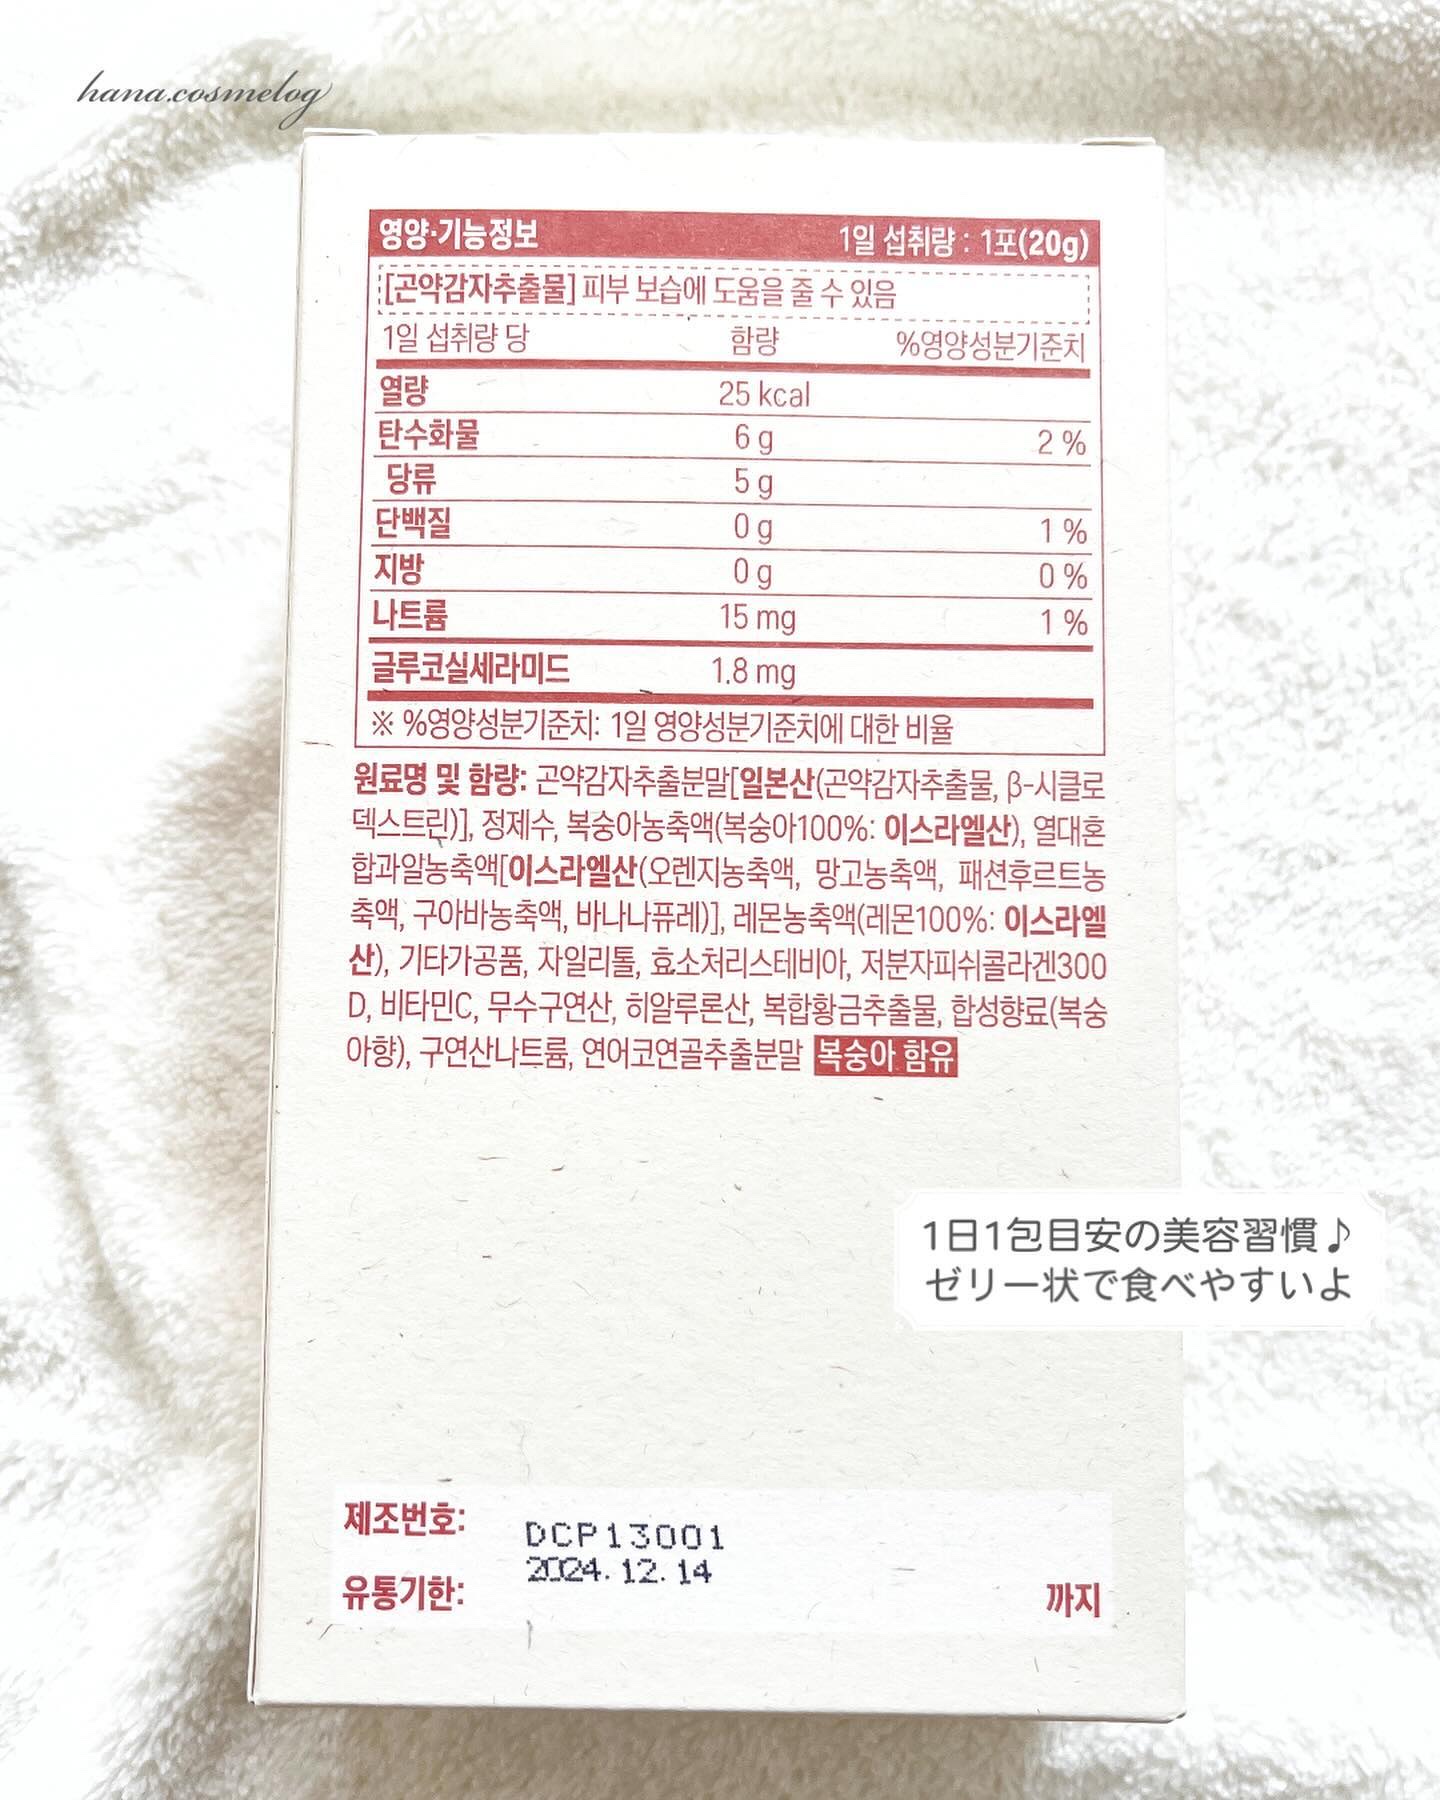 hana.cosmelog
영양·기능정보 1일 섭취량 : 1포(20g)
[곤약감자추출물] 피부 보습에 도움을 줄 수 있음
1일 섭취량 당 함량 %영양성분기준치
열량 25 kcal
탄수화물 6 g 2 %
당류 5 g
단백질 0 g 1 %
지방 0 g 0 %
나트륨 15 mg 1 %
글루코실세라미드 1.8 mg
※ %영양성분기준치: 1일 영양성분기준치에 대한 비율
원료명 및 함량: 곤약감자추출분말[일본산(곤약감자추출물, β-시클로
덱스트린)], 정제수, 복숭아농축액(복숭아100%: 이스라엘산), 열대혼
합과일농축액[이스라엘산(오렌지농축액, 망고농축액, 패션후르트농
축액, 구아바농축액, 바나나퓨레)], 레몬농축액(레몬100%: 이스라엘
산), 기타가공품, 자일리톨, 효소처리스테비아, 저분자피쉬콜라겐300
D, 비타민C, 무수구연산, 히알루론산, 복합황금추출물, 합성향료(복숭
아향), 구연산나트륨, 연어코연골추출분말 복숭아 함유
1日1包目安の美容習慣♪
ゼリー状で食べやすいよ
제조번호: DCP13001
유통기한: 2024. 12. 14 까지